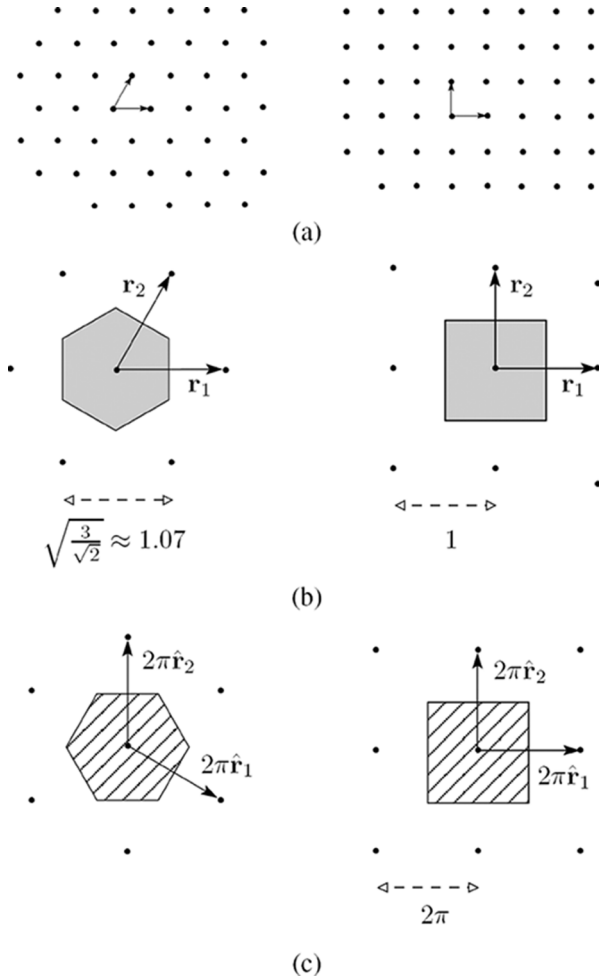 (a)
r₂
r₁
r₂
r₁
√(3/√2) ≈ 1.07
1
(b)
2πr̂₂
2πr̂₁
2πr̂₂
2πr̂₁
2π
(c)